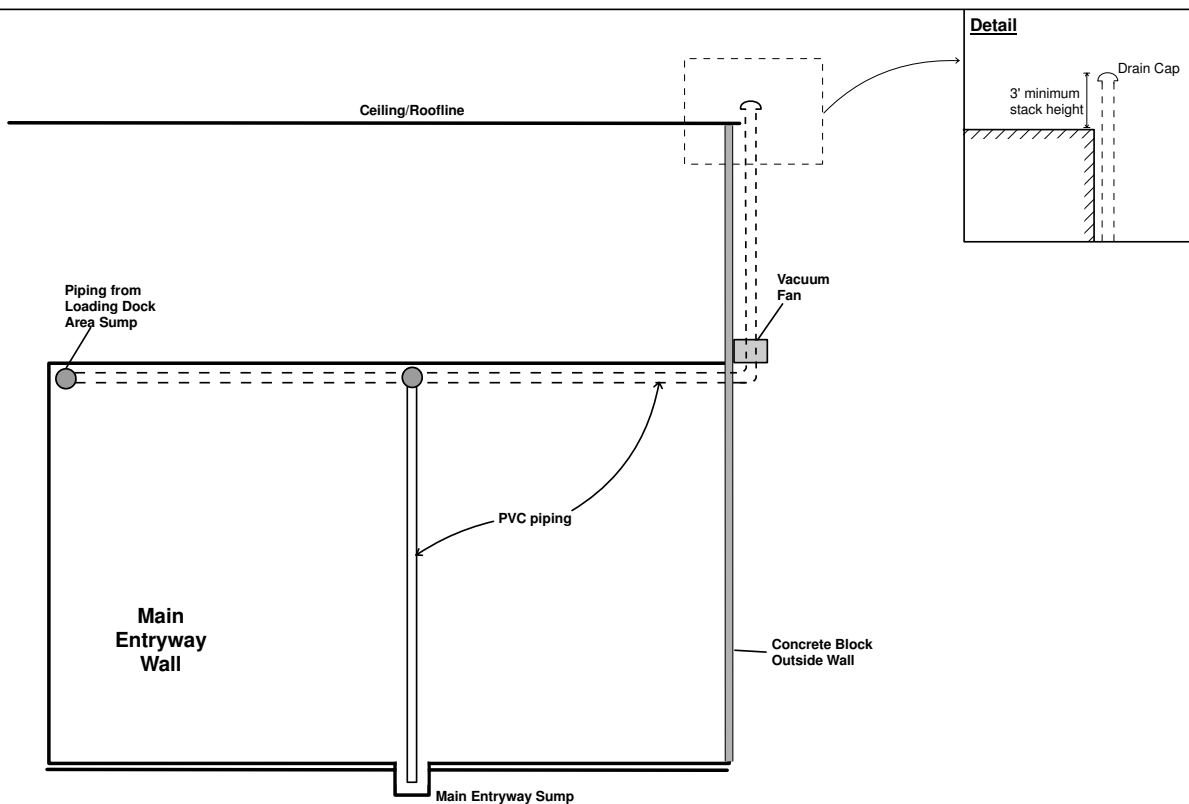 Detail
Drain Cap
3' minimum
stack height
Ceiling/Roofline
Vacuum
Fan
Piping from
Loading Dock
Area Sump
PVC piping
Main
Entryway
Wall
Concrete Block
Outside Wall
Main Entryway Sump